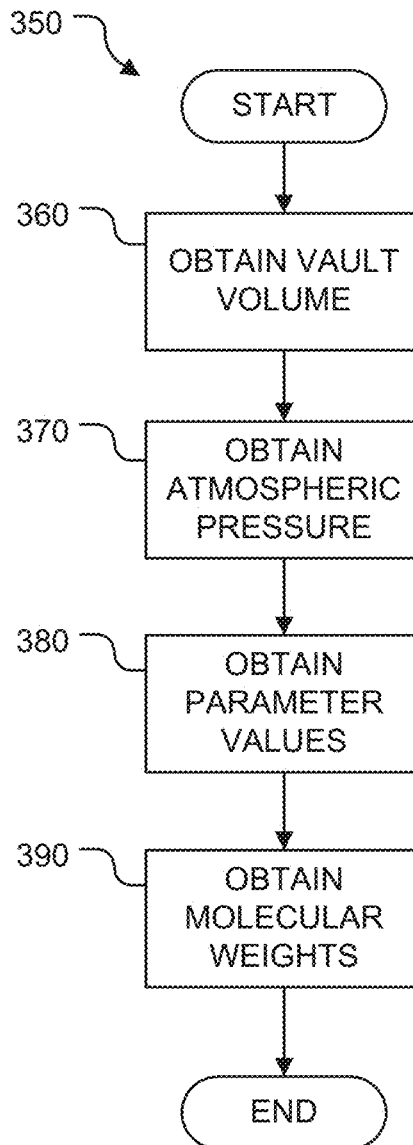 350
START
360
OBTAIN VAULT
VOLUME
370
OBTAIN
ATMOSPHERIC
PRESSURE
380
OBTAIN
PARAMETER
VALUES
390
OBTAIN
MOLECULAR
WEIGHTS
END